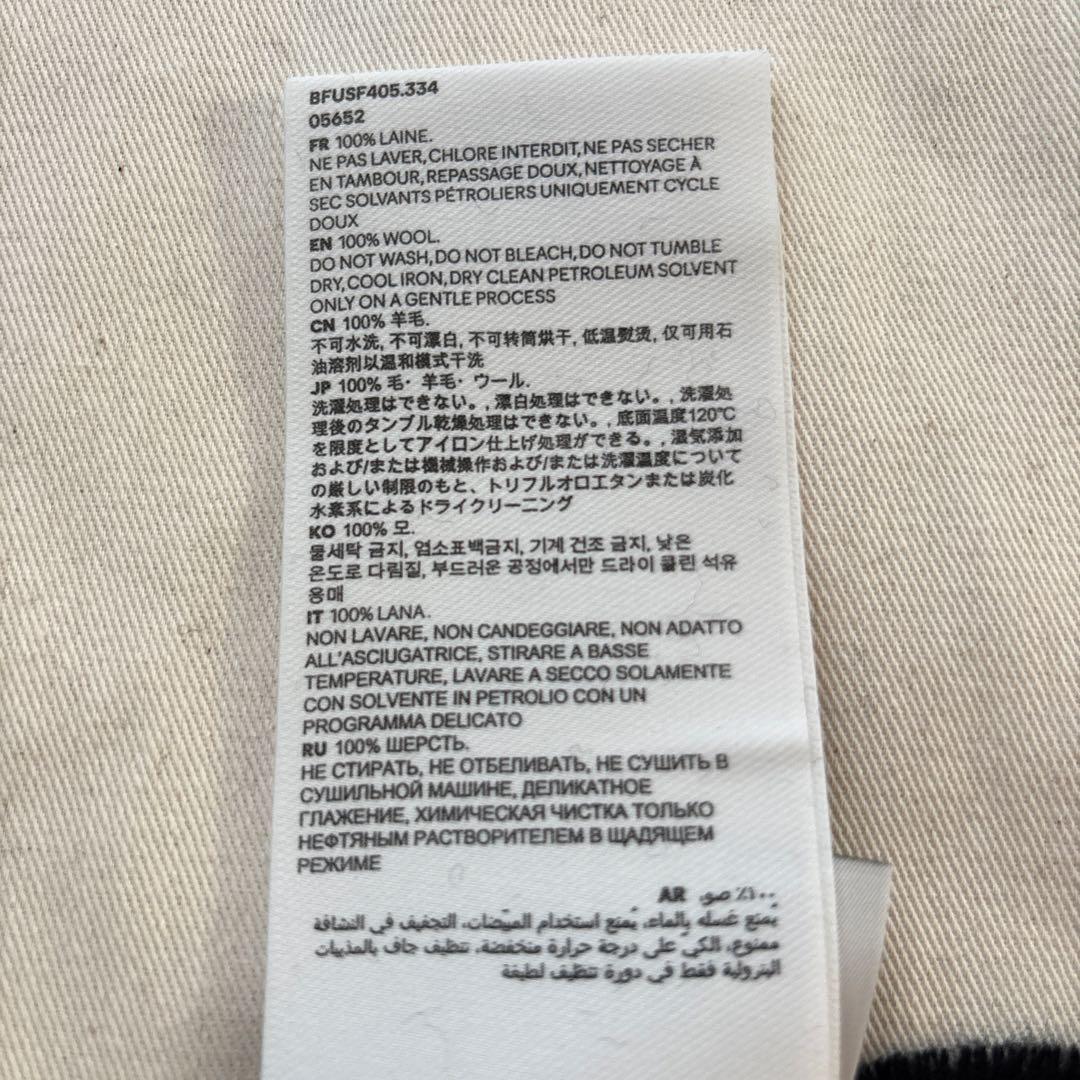 BFUSF405.334
05652
FR 100% LAINE.
NE PAS LAVER, CHLORE INTERDIT, NE PAS SECHER
EN TAMBOUR, REPASSAGE DOUX, NETTOYAGE À
SEC SOLVANTS PÉTROLIERS UNIQUEMENT CYCLE
DOUX
EN 100% WOOL.
DO NOT WASH, DO NOT BLEACH, DO NOT TUMBLE
DRY, COOL IRON, DRY CLEAN PETROLEUM SOLVENT
ONLY ON A GENTLE PROCESS
CN 100% 羊毛.
不可水洗, 不可漂白, 不可转筒烘干, 低温熨烫, 仅可用石
油溶剂以温和模式干洗
JP 100% 毛・羊毛・ウール.
洗濯処理はできない。, 漂白処理はできない。, 洗濯処
理後のタンブル乾燥処理はできない。, 底面温度120℃
を限度としてアイロン仕上げ処理ができる。, 湿気添加
および/または機械操作および/または洗濯温度について
の厳しい制限のもと、トリフルオロエタンまたは炭化
水素系によるドライクリーニング
KO 100% 모.
물세탁 금지, 염소표백금지, 기계 건조 금지, 낮은
온도로 다림질, 부드러운 공정에서만 드라이 클린 석유
용매
IT 100% LANA.
NON LAVARE, NON CANDEGGIARE, NON ADATTO
ALL'ASCIUGATRICE, STIRARE A BASSE
TEMPERATURE, LAVARE A SECCO SOLAMENTE
CON SOLVENTE IN PETROLIO CON UN
PROGRAMMA DELICATO
RU 100% ШЕРСТЬ.
НЕ СТИРАТЬ, НЕ ОТБЕЛИВАТЬ, НЕ СУШИТЬ В
СУШИЛЬНОЙ МАШИНЕ, ДЕЛИКАТНОЕ
ГЛАЖЕНИЕ, ХИМИЧЕСКАЯ ЧИСТКА ТОЛЬКО
НЕФТЯНЫМ РАСТВОРИТЕЛЕМ В ЩАДЯЩЕМ
РЕЖИМЕ
١٠٠٪ صو. AR
يُمنع غسله بالماء، يُمنع استخدام المبيّضات، التجفيف في النشافة
ممنوع، الكيّ على درجة حرارة منخفضة، تنظيف جاف بالمذيبات
البترولية فقط في دورة تنظيف لطيفة